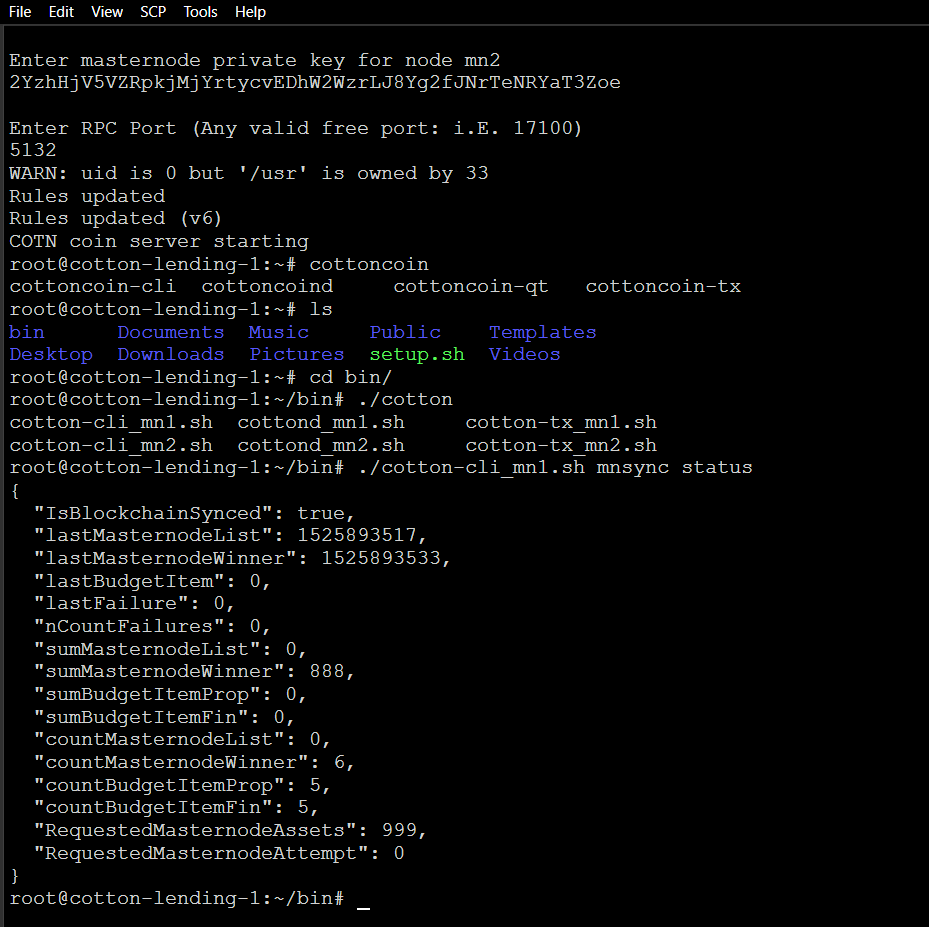 File Edit View SCP Tools Help
Enter masternode private key for node mn2
2YzhHjV5VZRpkjMjYrtycvEDhW2WzrLJ8Yg2fJNrTeNRYaT3Zoe
Enter RPC Port (Any valid free port: i.E. 17100)
5132
WARN: uid is 0 but '/usr' is owned by 33
Rules updated
Rules updated (v6)
COTN coin server starting
root@cotton-lending-1:~# cottoncoin
cottoncoin-cli  cottoncoind     cottoncoin-qt   cottoncoin-tx
root@cotton-lending-1:~# ls
bin      Documents  Music     Public    Templates
Desktop  Downloads  Pictures  setup.sh  Videos
root@cotton-lending-1:~# cd bin/
root@cotton-lending-1:~/bin# ./cotton
cotton-cli_mn1.sh  cottond_mn1.sh     cotton-tx_mn1.sh
cotton-cli_mn2.sh  cottond_mn2.sh     cotton-tx_mn2.sh
root@cotton-lending-1:~/bin# ./cotton-cli_mn1.sh mnsync status
{
  "IsBlockchainSynced": true,
  "lastMasternodeList": 1525893517,
  "lastMasternodeWinner": 1525893533,
  "lastBudgetItem": 0,
  "lastFailure": 0,
  "nCountFailures": 0,
  "sumMasternodeList": 0,
  "sumMasternodeWinner": 888,
  "sumBudgetItemProp": 0,
  "sumBudgetItemFin": 0,
  "countMasternodeList": 0,
  "countMasternodeWinner": 6,
  "countBudgetItemProp": 5,
  "countBudgetItemFin": 5,
  "RequestedMasternodeAssets": 999,
  "RequestedMasternodeAttempt": 0
}
root@cotton-lending-1:~/bin# _